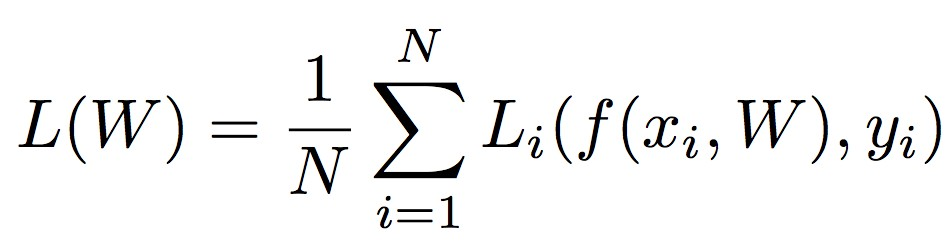 L(W) = \frac{1}{N} \sum_{i=1}^{N} L_i(f(x_i, W), y_i)